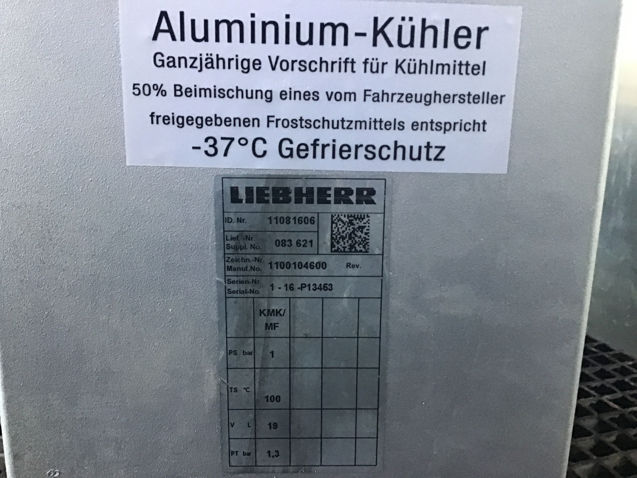 Aluminium-Kühler
Ganzjährige Vorschrift für Kühlmittel
50% Beimischung eines vom Fahrzeughersteller
freigegebenen Frostschutzmittels entspricht
-37°C Gefrierschutz
LIEBHERR
ID. Nr. 11081606
Lief.-Nr.
Suppl. No. 083 621
Zeichn.-Nr.
Manuf.No. 1100104600 Rev.
Serien-Nr.
Serial-No. 1 - 16 -P13463
KMK/
MF
PS bar 1
TS °C 100
V L 19
PT bar 1,3